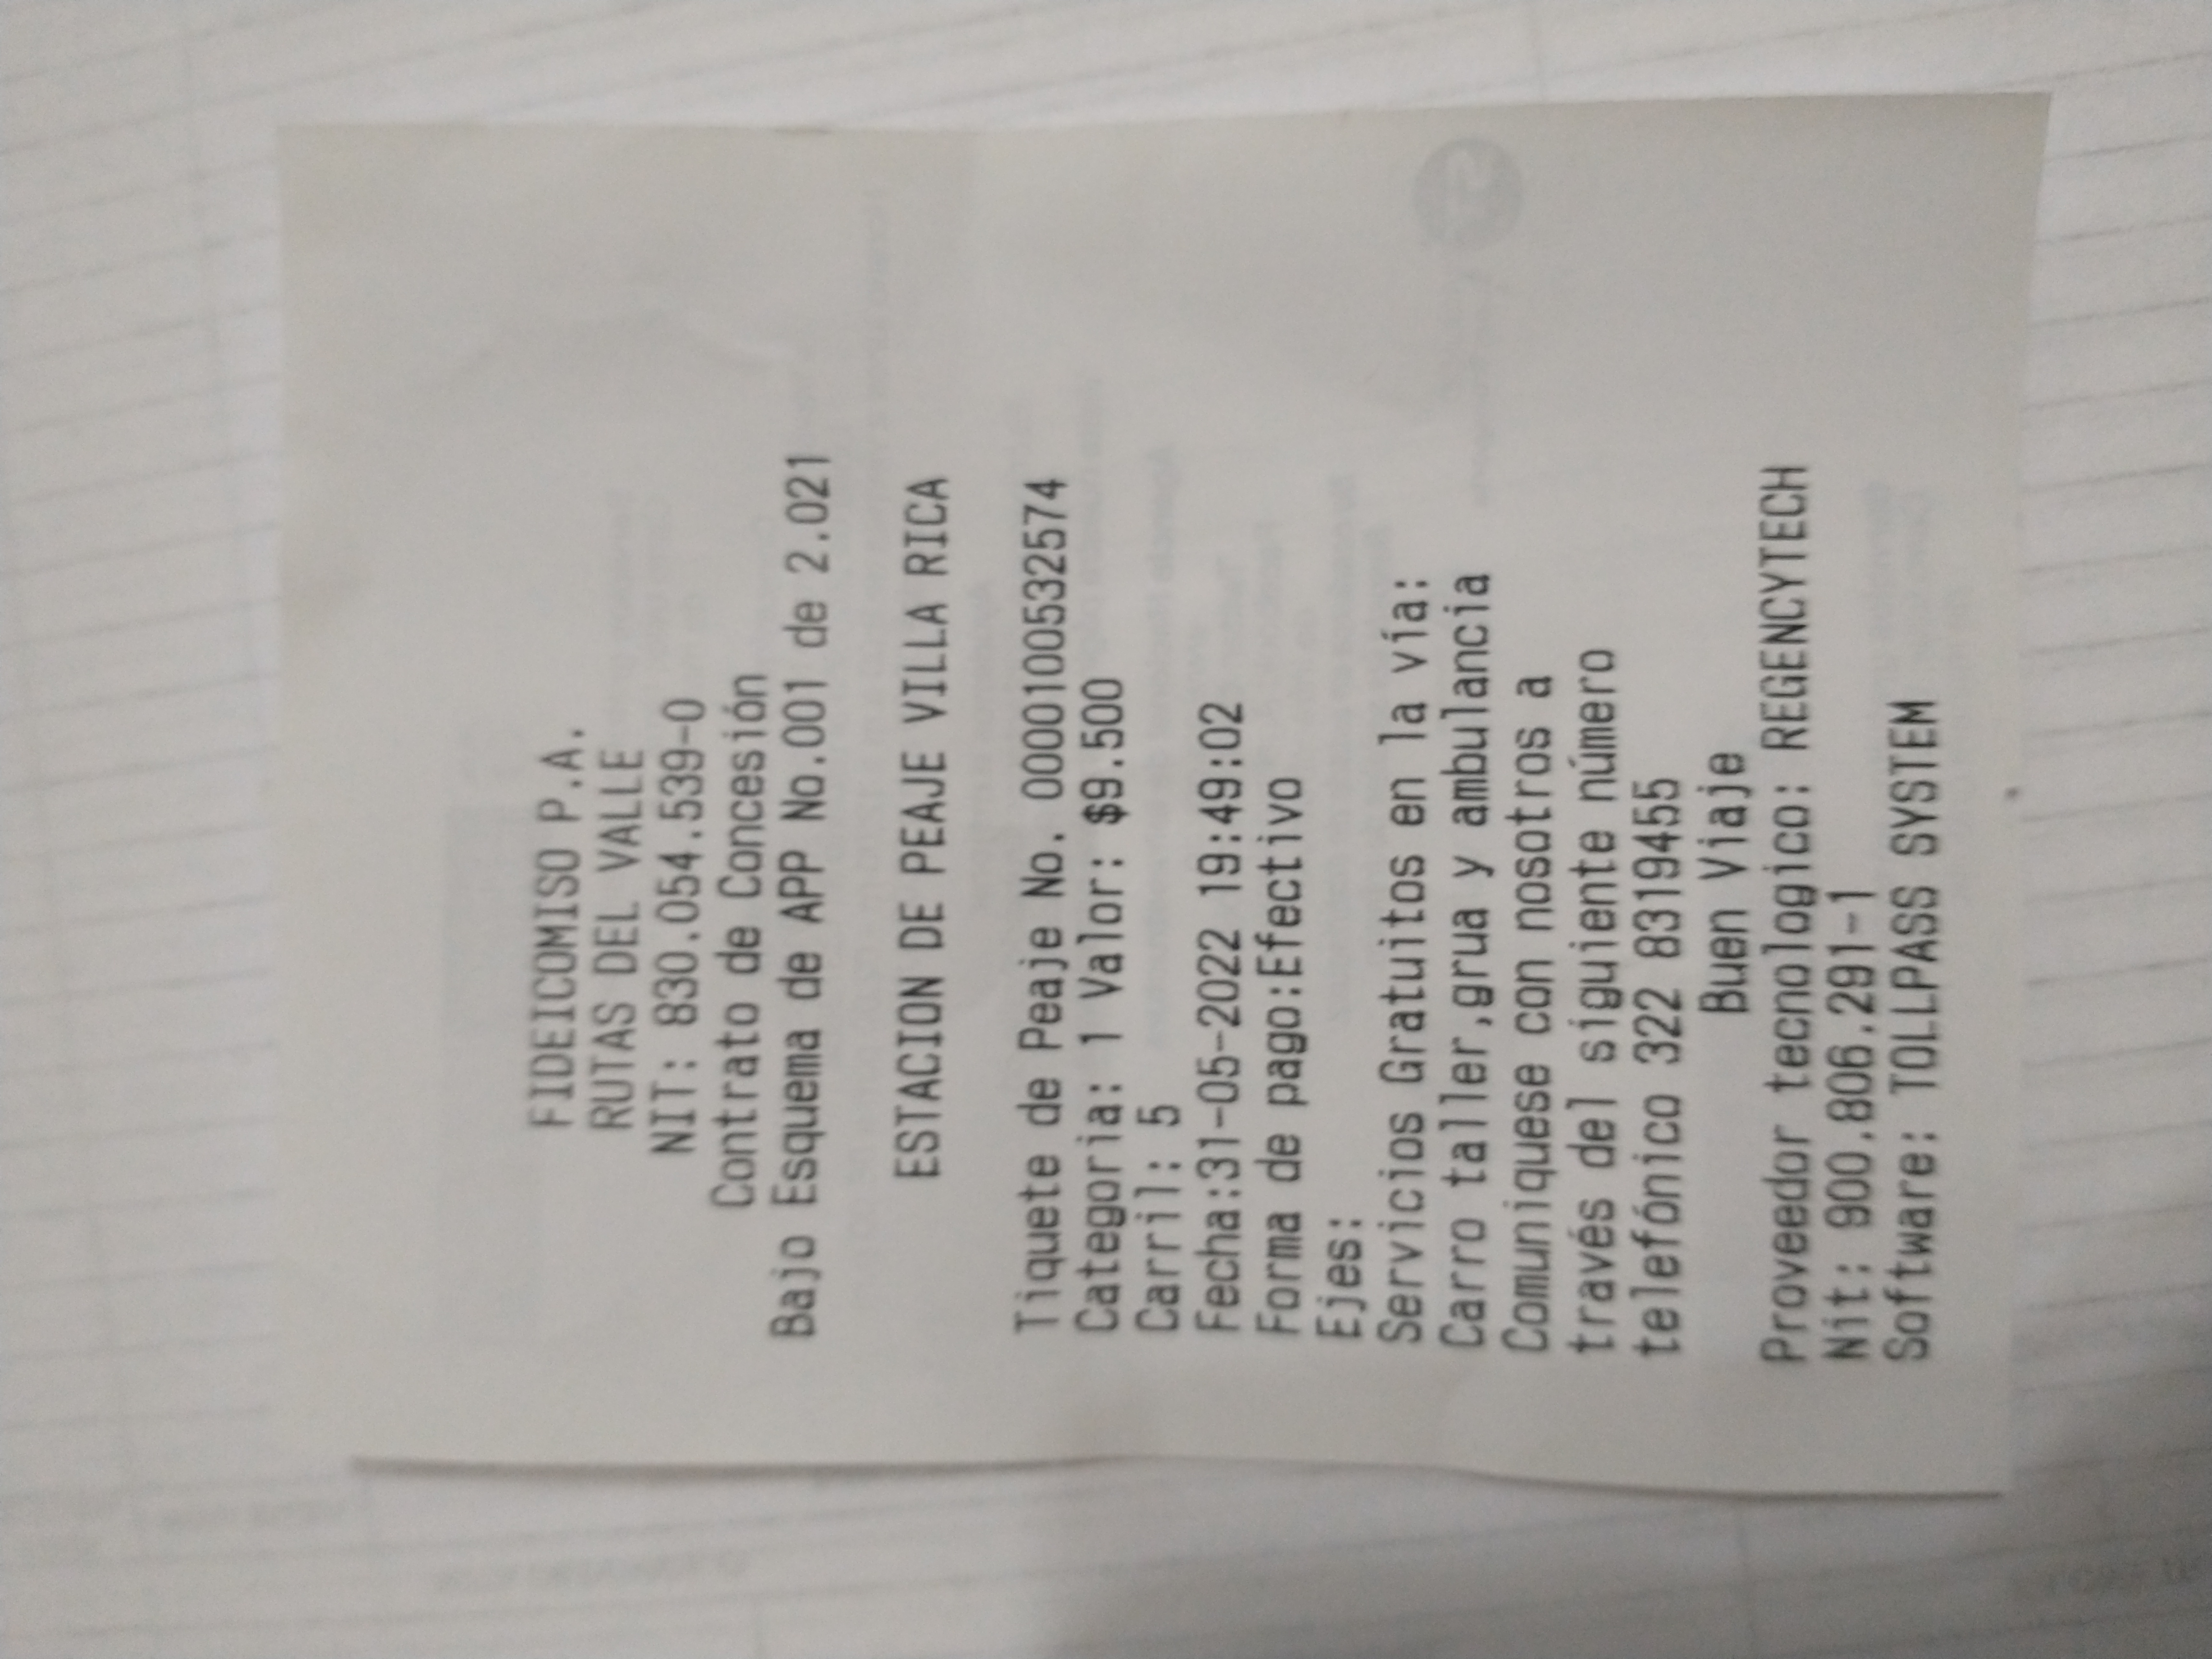 FIDEICOMISO P.A.
RUTAS DEL VALLE
NIT: 830.054.539-0
Contrato de Concesión
Bajo Esquema de APP No.001 de 2.021
ESTACION DE PEAJE VILLA RICA
Tiquete de Peaje No. 0000100532574
Categoria: 1 Valor: $9.500
Carril: 5
Fecha:31-05-2022 19:49:02
Forma de pago:Efectivo
Ejes:
Servicios Gratuitos en la vía:
Carro taller,grua y ambulancia
Comuniquese con nosotros a
través del siguiente número
telefónico 322 8319455
Buen Viaje
Proveedor tecnologico: REGENCYTECH
Nit: 900.806.291-1
Software: TOLLPASS SYSTEM